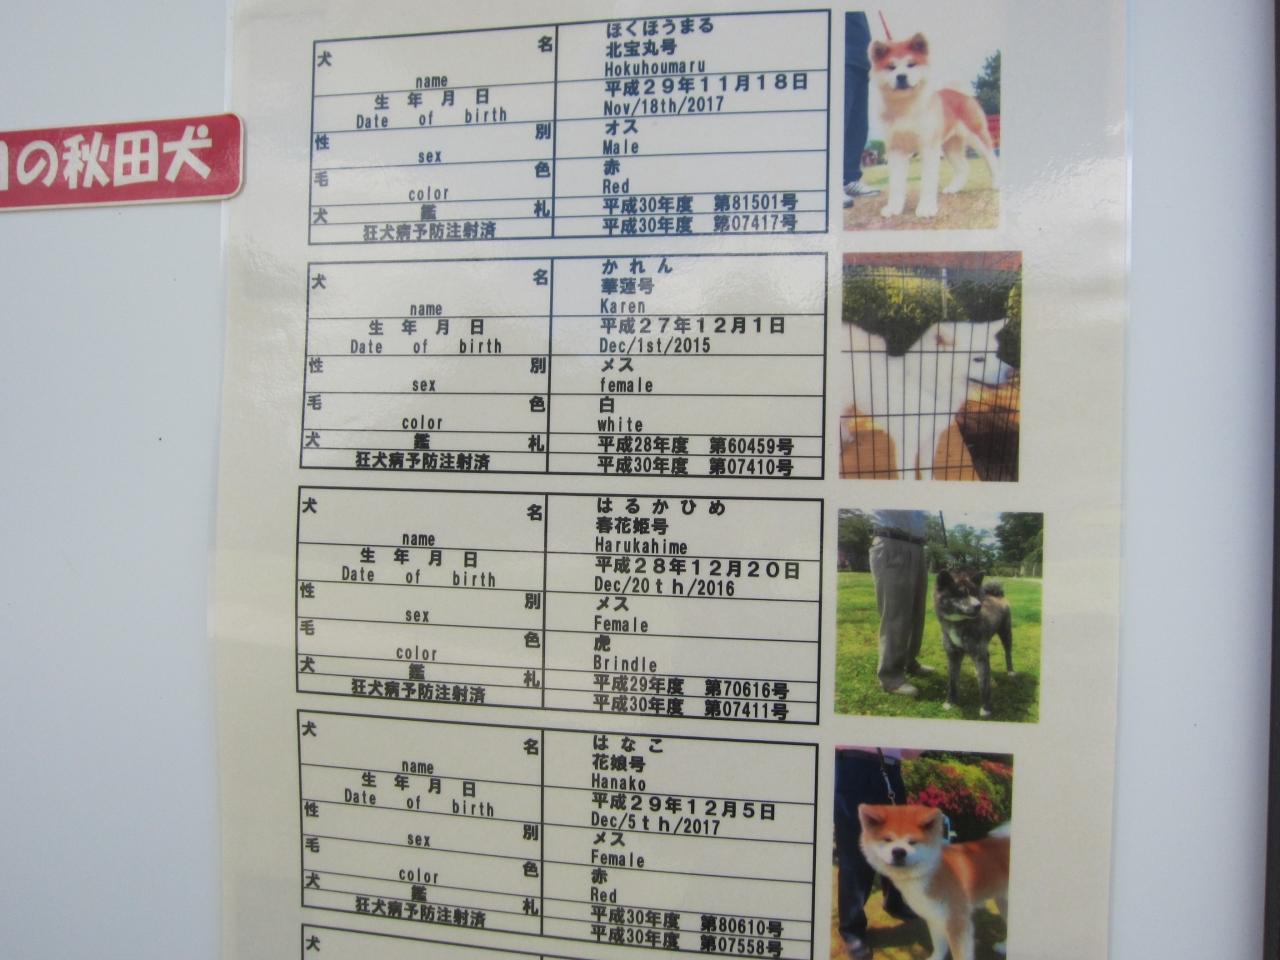 の秋田犬
犬 名 ほくほうまる
北宝丸号
name Hokuhoumaru
生 年 月 日 平成29年11月18日
Date of birth Nov/18th/2017
性 別 オス
sex Male
毛 色 赤
color Red
犬 鑑 札 平成30年度 第81501号
狂犬病予防注射済 平成30年度 第07417号
犬 名 かれん
華蓮号
name Karen
生 年 月 日 平成27年12月1日
Date of birth Dec/1st/2015
性 別 メス
sex female
毛 色 白
color white
犬 鑑 札 平成28年度 第60459号
狂犬病予防注射済 平成30年度 第07410号
犬 名 はるかひめ
春花姫号
name Harukahime
生 年 月 日 平成28年12月20日
Date of birth Dec/20th/2016
性 別 メス
sex Female
毛 色 虎
color Brindle
犬 鑑 札 平成29年度 第70616号
狂犬病予防注射済 平成30年度 第07411号
犬 名 はなこ
花娘号
name Hanako
生 年 月 日 平成29年12月5日
Date of birth Dec/5th/2017
性 別 メス
sex Female
毛 色 赤
color Red
犬 鑑 札 平成30年度 第80610号
狂犬病予防注射済 平成30年度 第07558号
犬